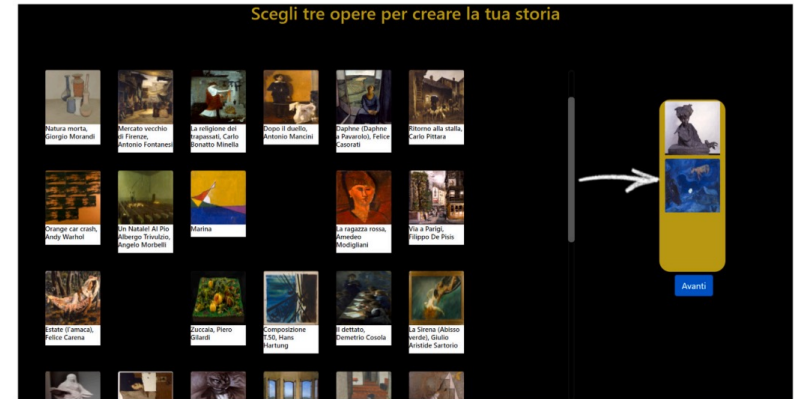 Scegli tre opere per creare la tua storia
Natura morta,
Giorgio Morandi
Mercato vecchio
di Firenze,
Antonio Fontanesi
La religione dei
trapassati, Carlo
Bonatto Minella
Dopo il duello,
Antonio Mancini
Daphne (Daphne
a Pavarolo), Felice
Casorati
Ritorno alla stalla,
Carlo Pittara
Orange car crash,
Andy Warhol
Un Natale! Al Pio
Albergo Trivulzio,
Angelo Morbelli
Marina
La ragazza rossa,
Amedeo
Modigliani
Via a Parigi,
Filippo De Pisis
Estate (l'amaca),
Felice Carena
Zuccaia, Piero
Gilardi
Composizione
T.50, Hans
Hartung
Il dettato,
Demetrio Cosola
La Sirena (Abisso
verde), Giulio
Aristide Sartorio
Avanti